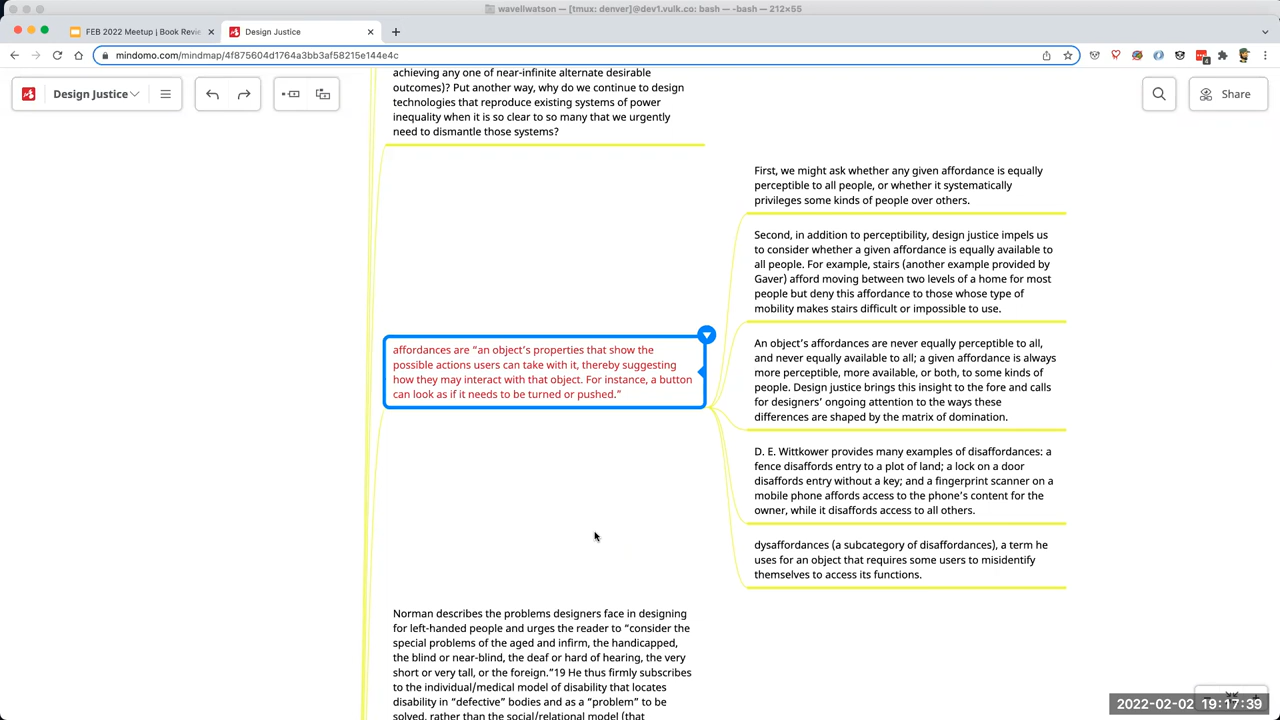 wavellwatson — [tmux: denver]@dev1.vulk.co: bash — -bash — 212×55
FEB 2022 Meetup | Book Revie
Design Justice
mindomo.com/mindmap/4f875604d1764a3bb3af58215e144e4c
Design Justice
Share
achieving any one of near-infinite alternate desirable
outcomes)? Put another way, why do we continue to design
technologies that reproduce existing systems of power
inequality when it is so clear to so many that we urgently
need to dismantle those systems?
First, we might ask whether any given affordance is equally
perceptible to all people, or whether it systematically
privileges some kinds of people over others.
Second, in addition to perceptibility, design justice impels us
to consider whether a given affordance is equally available to
all people. For example, stairs (another example provided by
Gaver) afford moving between two levels of a home for most
people but deny this affordance to those whose type of
mobility makes stairs difficult or impossible to use.
affordances are “an object’s properties that show the
possible actions users can take with it, thereby suggesting
how they may interact with that object. For instance, a button
can look as if it needs to be turned or pushed.”
An object’s affordances are never equally perceptible to all,
and never equally available to all; a given affordance is always
more perceptible, more available, or both, to some kinds of
people. Design justice brings this insight to the fore and calls
for designers’ ongoing attention to the ways these
differences are shaped by the matrix of domination.
D. E. Wittkower provides many examples of disaffordances: a
fence disaffords entry to a plot of land; a lock on a door
disaffords entry without a key; and a fingerprint scanner on a
mobile phone affords access to the phone’s content for the
owner, while it disaffords access to all others.
dysaffordances (a subcategory of disaffordances), a term he
uses for an object that requires some users to misidentify
themselves to access its functions.
Norman describes the problems designers face in designing
for left-handed people and urges the reader to “consider the
special problems of the aged and infirm, the handicapped,
the blind or near-blind, the deaf or hard of hearing, the very
short or very tall, or the foreign.”19 He thus firmly subscribes
to the individual/medical model of disability that locates
disability in “defective” bodies and as a “problem” to be
solved, rather than the social/relational model (that
2022-02-02 19:17:39